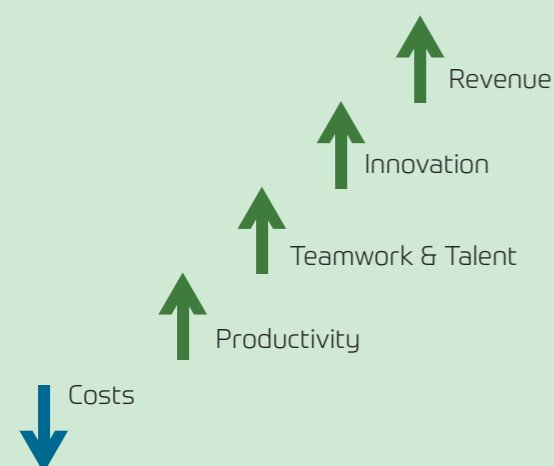 Revenue
Innovation
Teamwork & Talent
Productivity
Costs